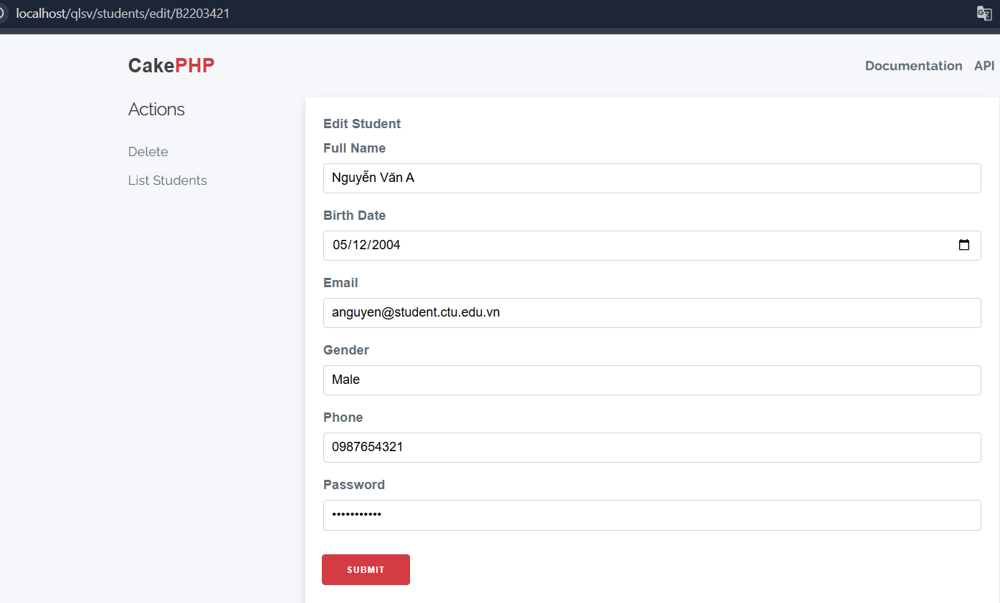 localhost/qlsv/students/edit/B2203421
CakePHP
Documentation API
Actions
Delete
List Students
Edit Student
Full Name
Nguyễn Văn A
Birth Date
05/12/2004
Email
anguyen@student.ctu.edu.vn
Gender
Male
Phone
0987654321
Password
•••••••••••
SUBMIT